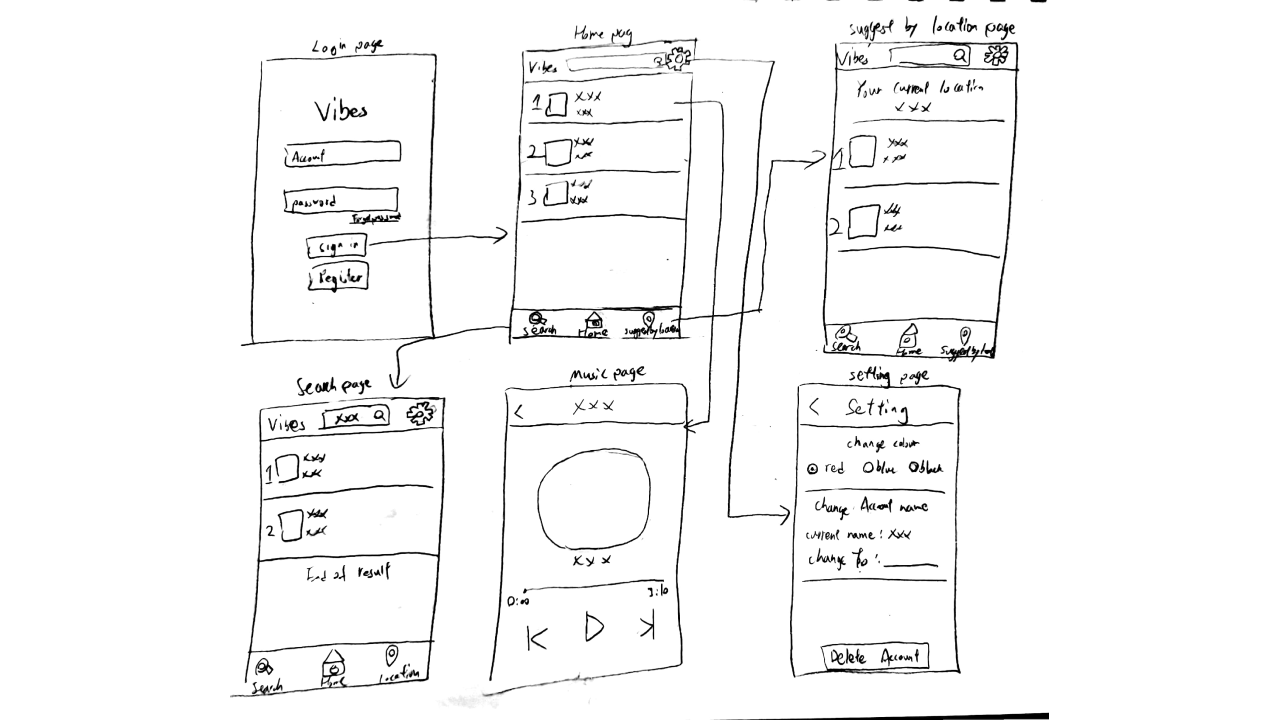 Login page
Vibes
Account
password
Forgot password
sign in
Register
Home pag
Vibes
1 xxx
xxx
2 xxx
xxx
3 xxx
xxx
Search
Home
suggest by location
suggest by location page
Vibes
Your current location
xxx
1 xxx
xxx
2 xxx
xxx
Search
Home
Suggest by locat
Search page
Vibes xxx
1 xxx
xxx
2 xxx
xxx
End of result
Search
Home
Location
Music page
< xxx
xxx
0:00 3:10
setting page
< Setting
change colour
red blue black
change Account name
current name: xxx
change to:
Delete Account